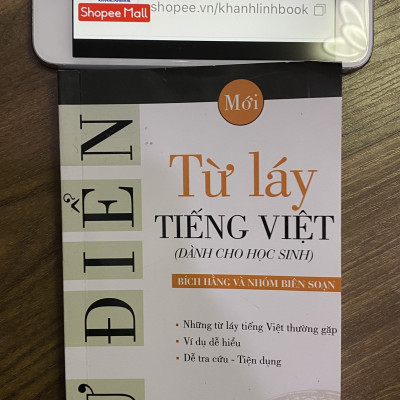 Shopee Mall
shopee.vn/khanhlinhbook
Mới
ĐIỂN
Từ láy
TIẾNG VIỆT
(DÀNH CHO HỌC SINH)
BÍCH HẰNG VÀ NHÓM BIÊN SOẠN
• Những từ láy tiếng Việt thường gặp
• Ví dụ dễ hiểu
• Dễ tra cứu - Tiện dụng